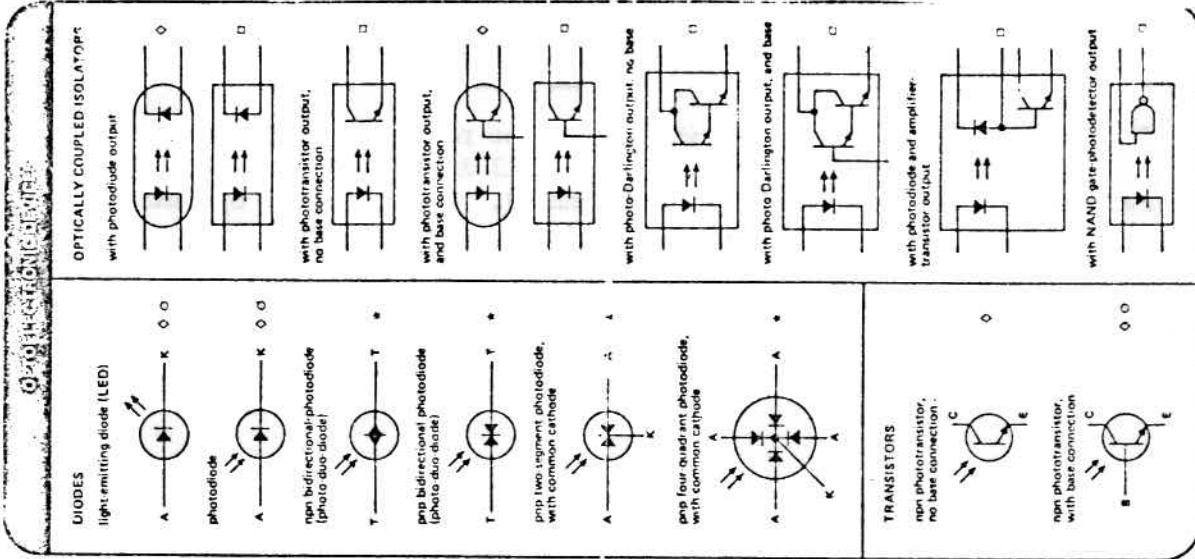 OPTOELECTRONIC DEVICES
DIODES
light-emitting diode (LED)
A
K
photodiode
A
K
npn bidirectional-photodiode
(photo-duo-diode)
T
T
pnp bidirectional photodiode
(photo-duo diode)
T
T
pnp two-segment photodiode,
with common cathode
A
A
K
pnp four-quadrant photodiode,
with common cathode
A
A
A
A
K
TRANSISTORS
npn phototransistor,
no base connection
C
E
npn phototransistor,
with base connection
C
B
E
OPTICALLY COUPLED ISOLATORS
with photodiode output
with phototransistor output,
no base connection
with phototransistor output,
and base connection
with photo-Darlington output, no base
with photo Darlington output, and base
with photodiode and amplifier-
transistor output
with NAND gate-photodetector output